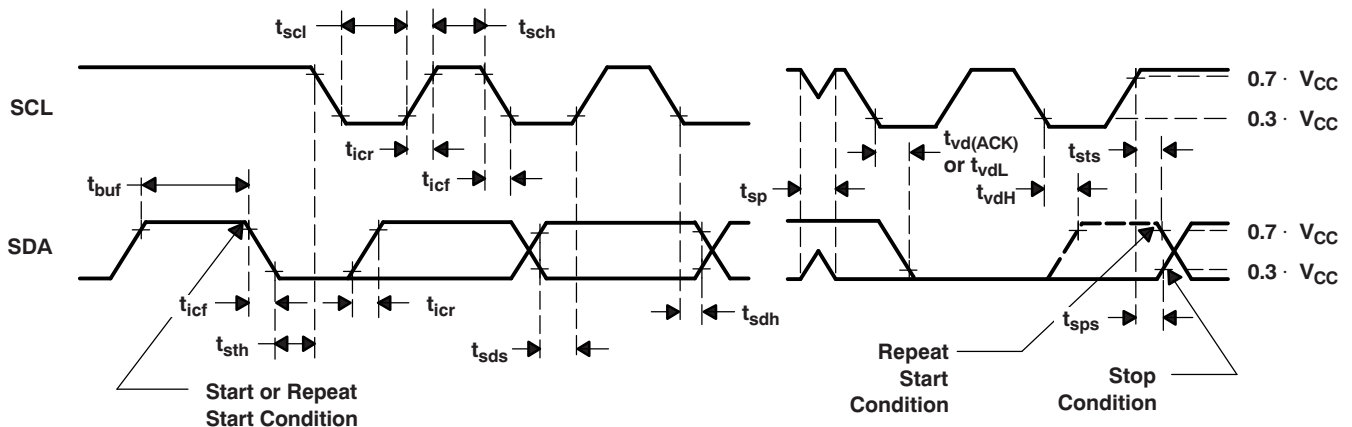 tscl
tsch
SCL
0.7 · VCC
0.3 · VCC
ticr
ticf
tbuf
tvd(ACK)
or tvdL
tsts
tsp
tvdH
SDA
0.7 · VCC
0.3 · VCC
ticf
ticr
tsth
tsds
tsdh
tsps
Start or Repeat
Start Condition
Repeat
Start
Condition
Stop
Condition